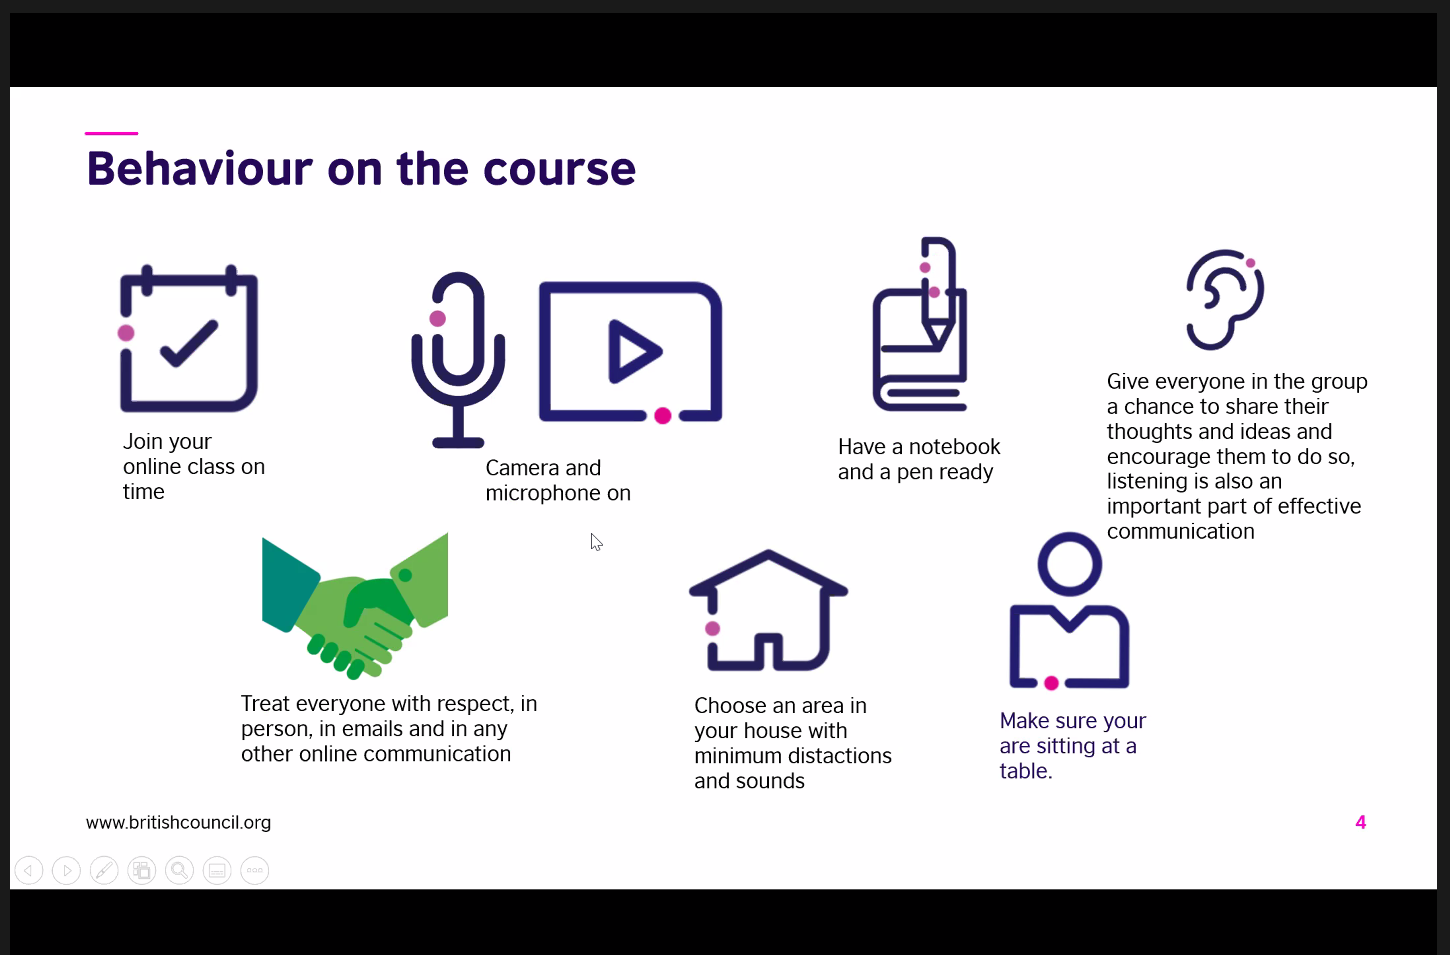 Behaviour on the course
Join your
online class on
time
Camera and
microphone on
Have a notebook
and a pen ready
Give everyone in the group
a chance to share their
thoughts and ideas and
encourage them to do so,
listening is also an
important part of effective
communication
Treat everyone with respect, in
person, in emails and in any
other online communication
Choose an area in
your house with
minimum distactions
and sounds
Make sure your
are sitting at a
table.
www.britishcouncil.org
4